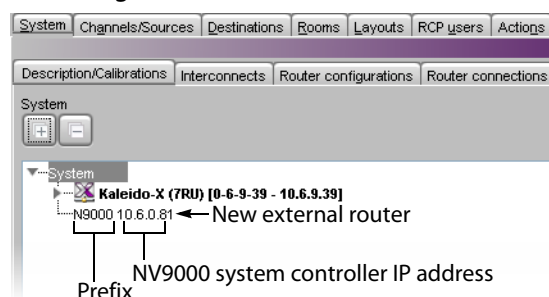 System Channels/Sources Destinations Rooms Layouts RCP users Actions
Description/Calibrations Interconnects Router configurations Router connections
System
System
Kaleido-X (7RU) [0-6-9-39 - 10.6.9.39]
N9000 10.6.0.81 New external router
NV9000 system controller IP address
Prefix